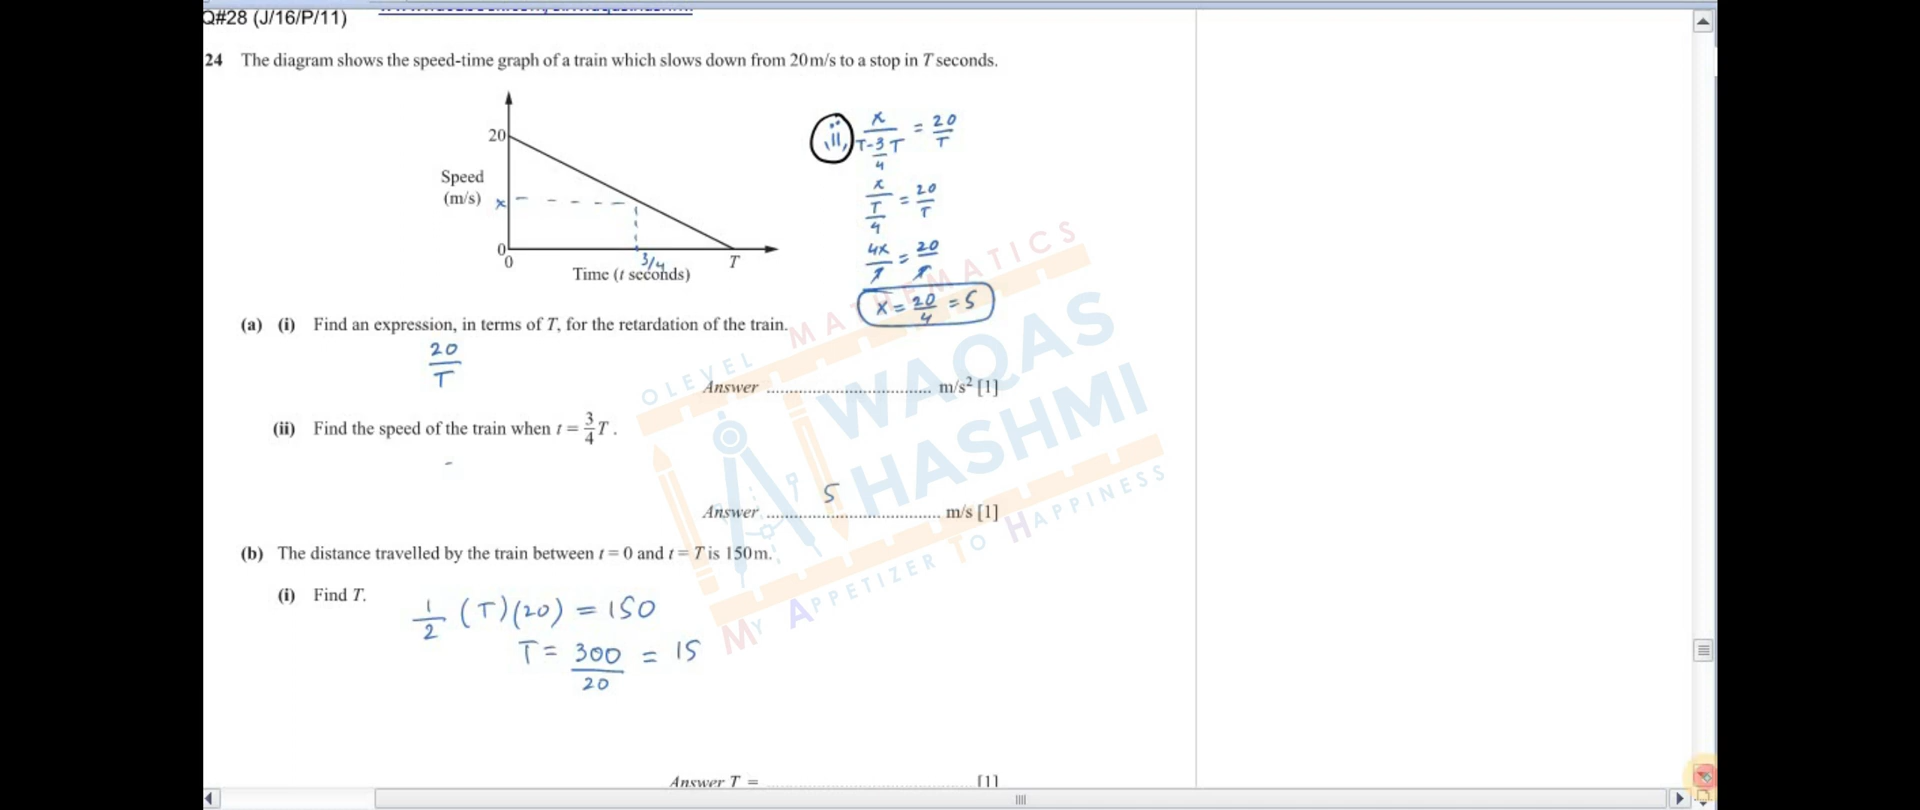 Q#28 (J/16/P/11)
24 The diagram shows the speed-time graph of a train which slows down from 20 m/s to a stop in T seconds.
20
Speed
(m/s)
x
0
0
3/4
T
Time (t seconds)
ii,
x/(T-3/4 T) = 20/T
x/(T/4) = 20/T
4x/T = 20/T
x = 20/4 = 5
(a) (i) Find an expression, in terms of T, for the retardation of the train.
20/T
Answer ........................................ m/s² [1]
(ii) Find the speed of the train when t = 3/4 T .
Answer 5 ........................................ m/s [1]
(b) The distance travelled by the train between t = 0 and t = T is 150 m.
(i) Find T.
1/2 (T)(20) = 150
T = 300/20 = 15
Answer T = ........................................ [1]
OLEVEL MATHEMATICS
WAQAS
HASHMI
MY APPETIZER TO HAPPINESS